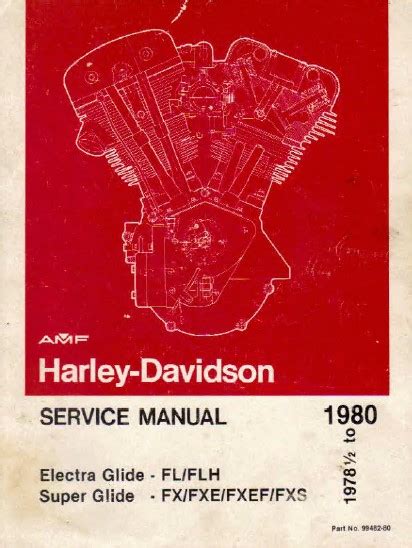 AMF
Harley-Davidson
SERVICE MANUAL 1980
1978½ to
Electra Glide - FL/FLH
Super Glide - FX/FXE/FXEF/FXS
Part No. 99482-80